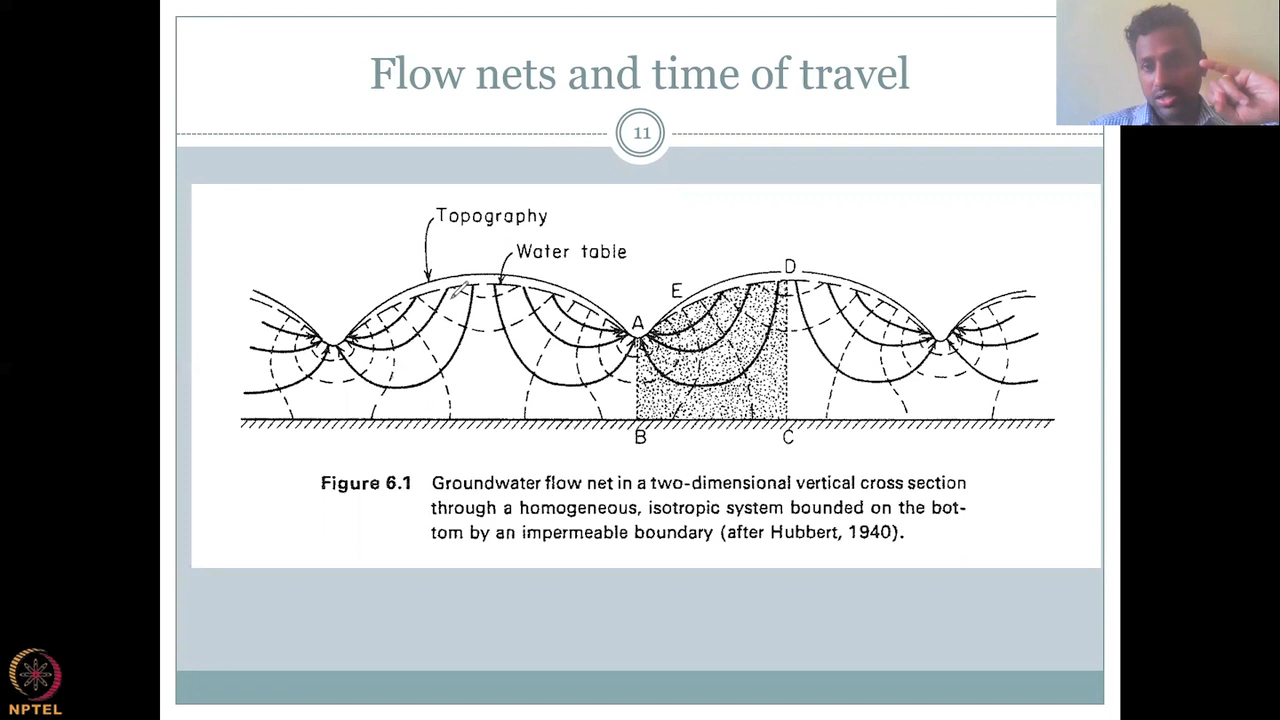 Flow nets and time of travel
11
Topography
Water table
D
E
A
B
C
Figure 6.1 Groundwater flow net in a two-dimensional vertical cross section
through a homogeneous, isotropic system bounded on the bot-
tom by an impermeable boundary (after Hubbert, 1940).
NPTEL